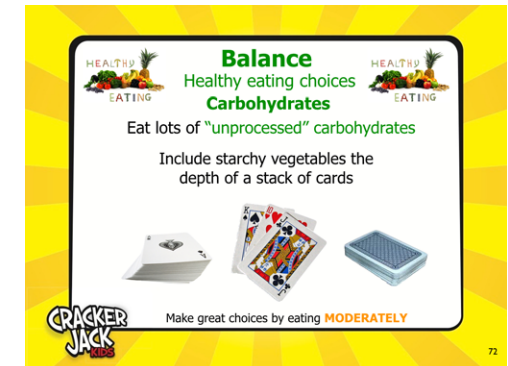 Balance
HEALTHY
EATING
HEALTHY
EATING
Healthy eating choices
Carbohydrates
Eat lots of “unprocessed” carbohydrates
Include starchy vegetables the
depth of a stack of cards
K
J
Make great choices by eating MODERATELY
CRACKER
JACK
KIDS
72